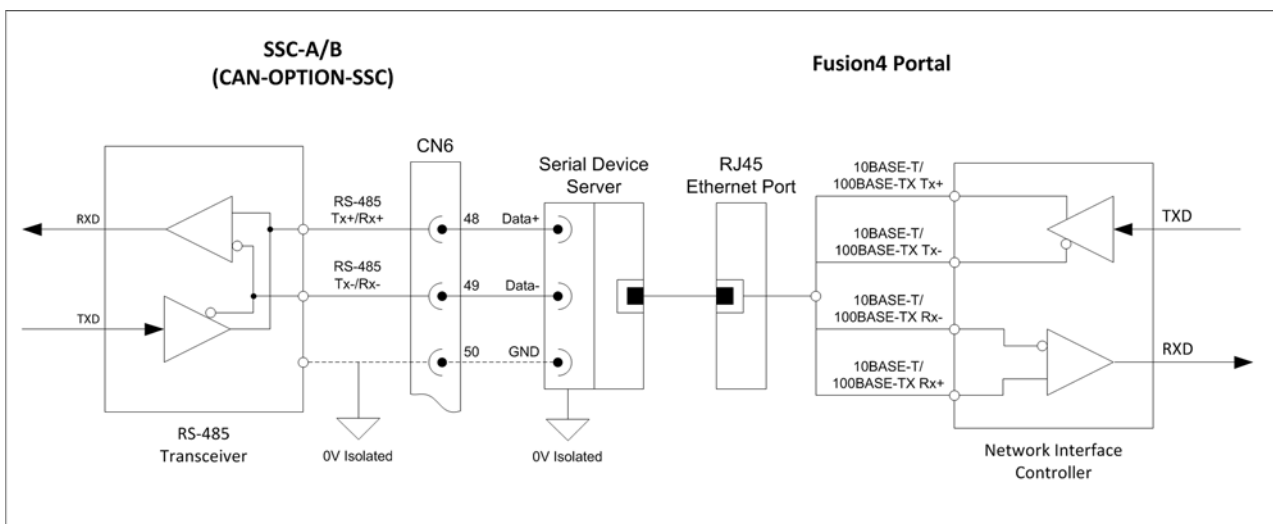 SSC-A/B
(CAN-OPTION-SSC)
Fusion4 Portal
CN6
Serial Device
Server
RJ45
Ethernet Port
10BASE-T/
100BASE-TX Tx+
RXD
RS-485
Tx+/Rx+
48
Data+
TXD
10BASE-T/
100BASE-TX Tx-
RS-485
Tx-/Rx-
49
Data-
TXD
10BASE-T/
100BASE-TX Rx-
50
GND
RXD
10BASE-T/
100BASE-TX Rx+
RS-485
Transceiver
0V Isolated
0V Isolated
Network Interface
Controller